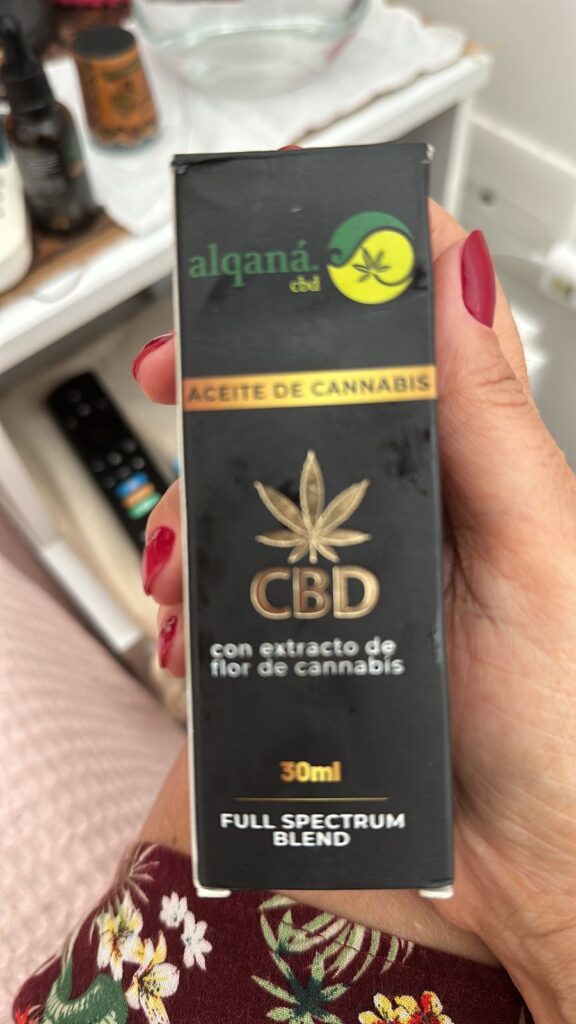 alqaná.
cbd
ACEITE DE CANNABIS
CBD
con extracto de
flor de cannabis
30ml
FULL SPECTRUM
BLEND